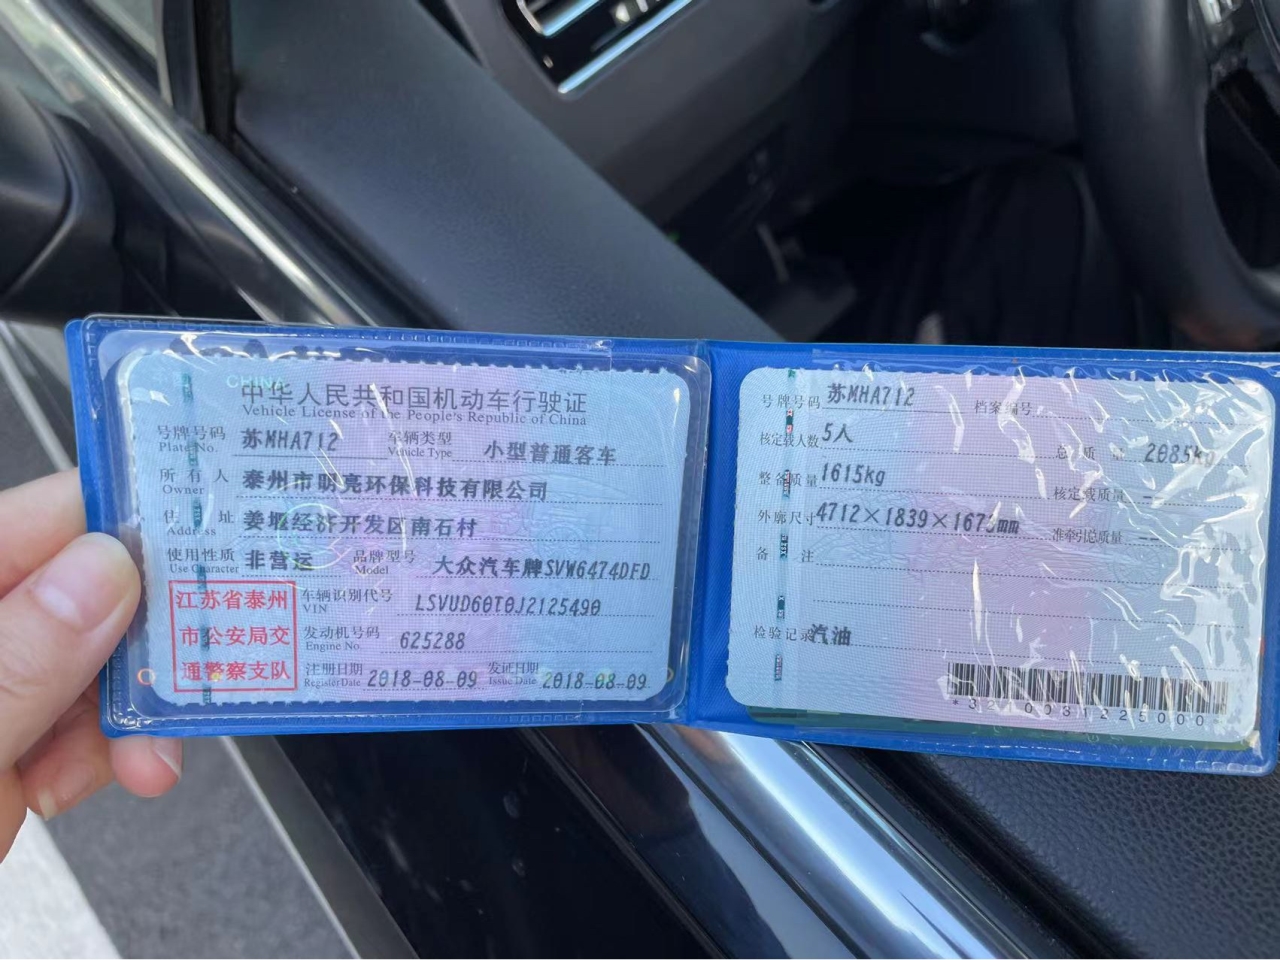 CHINA
中华人民共和国机动车行驶证
Vehicle License of the People's Republic of China
号牌号码 苏MHA712 车辆类型 小型普通客车
Plate No. Vehicle Type
所有人 泰州市明亮环保科技有限公司
Owner
住址 姜堰经济开发区南石村
Address
使用性质 非营运 品牌型号 大众汽车牌SVW6474DFD
Use Character Model
江苏省泰州
市公安局交
通警察支队
车辆识别代号 LSVUD60T0J2125490
VIN
发动机号码 625288
Engine No.
注册日期 2018-08-09 发证日期 2018-08-09
Register Date Issue Date
号牌号码 苏MHA712 档案编号
核定载人数 5人 总质量 2085kg
整备质量 1615kg 核定载质量 --
外廓尺寸 4712×1839×1673mm 准牵引总质量 --
备注
检验记录 汽油